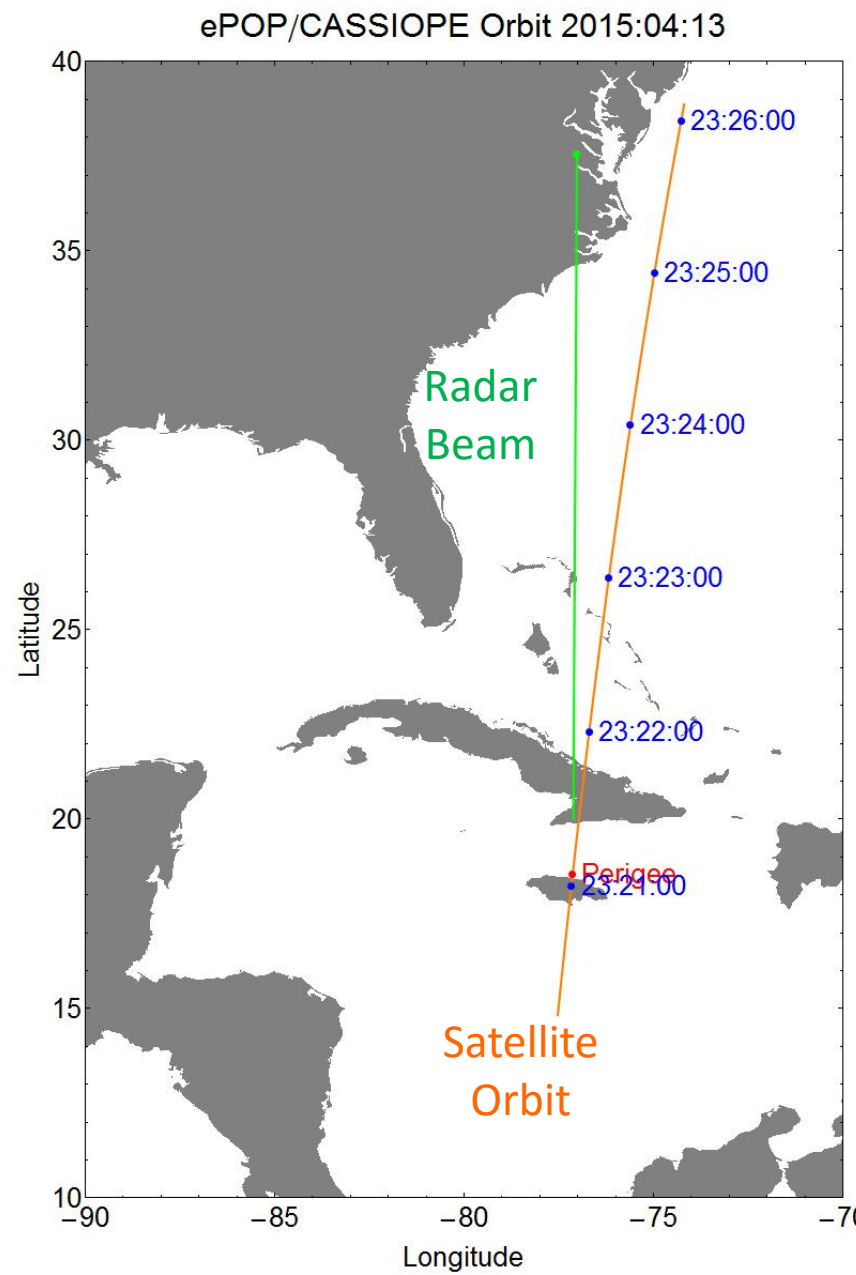 ePOP/CASSIOPE Orbit 2015:04:13
40
23:26:00
35
23:25:00
Radar
Beam
30
23:24:00
23:23:00
25
Latitude
23:22:00
20
Perigee
23:21:00
15
Satellite
Orbit
10
−90
−85
−80
−75
−70
Longitude